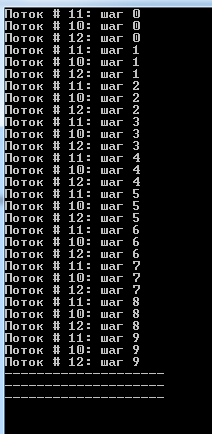 Поток # 11: шаг 0
Поток # 10: шаг 0
Поток # 12: шаг 0
Поток # 11: шаг 1
Поток # 10: шаг 1
Поток # 12: шаг 1
Поток # 11: шаг 2
Поток # 10: шаг 2
Поток # 12: шаг 2
Поток # 11: шаг 3
Поток # 10: шаг 3
Поток # 12: шаг 3
Поток # 11: шаг 4
Поток # 10: шаг 4
Поток # 12: шаг 4
Поток # 11: шаг 5
Поток # 10: шаг 5
Поток # 12: шаг 5
Поток # 11: шаг 6
Поток # 10: шаг 6
Поток # 12: шаг 6
Поток # 11: шаг 7
Поток # 10: шаг 7
Поток # 12: шаг 7
Поток # 11: шаг 8
Поток # 10: шаг 8
Поток # 12: шаг 8
Поток # 11: шаг 9
Поток # 10: шаг 9
Поток # 12: шаг 9
--------------------
--------------------
--------------------